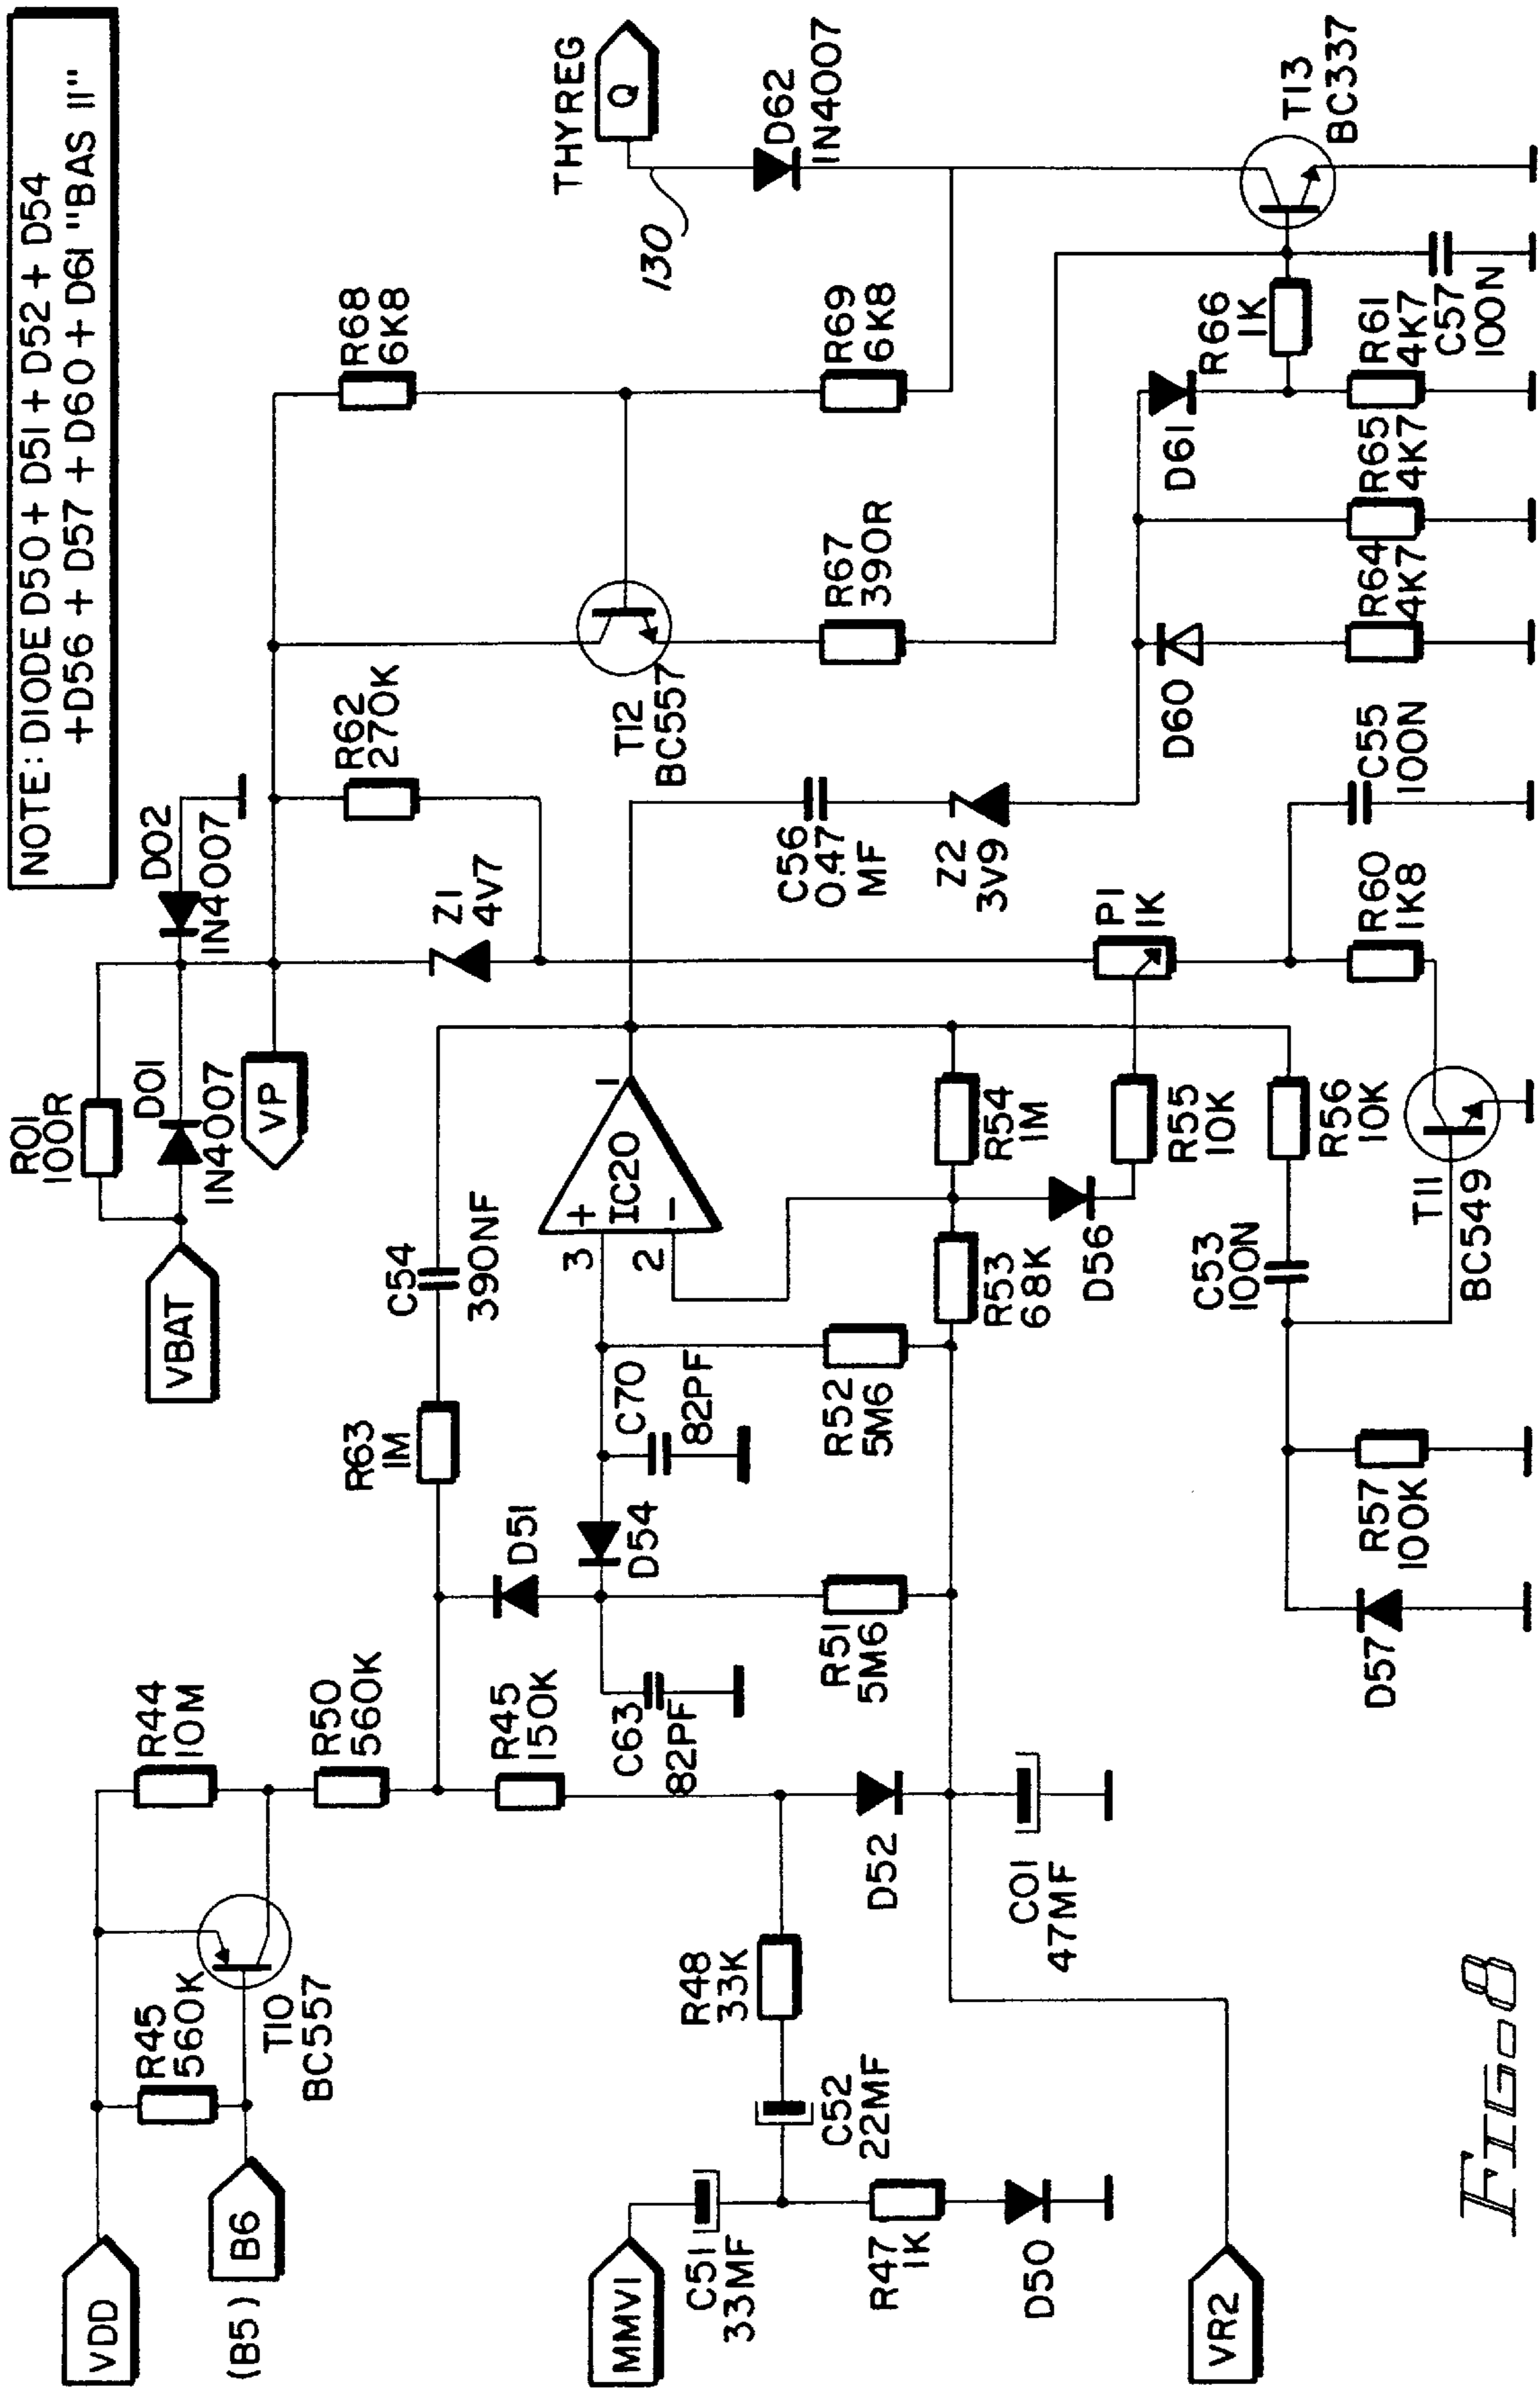 NOTE: DIODE D50 + D51 + D52 + D54
+D56 + D57 + D60 + D61 "BAS 11"
VDD
(B5)
B6
R45
560K
T10
BC557
R44
10M
R50
560K
R45
150K
VBAT
R01
100R
D01
1N4007
D02
1N4007
VP
R62
270K
Z1
4V7
R68
6K8
THYREG
Q
130
D62
1N4007
R63
1M
C54
390NF
D51
D54
C63
82PF
C70
82PF
3
2
+
−
IC20
1
R51
5M6
R52
5M6
R53
68K
R54
1M
D56
R55
10K
P1
1K
C56
0.47
MF
Z2
3V9
T12
BC557
R67
390R
R69
6K8
MMV1
C51
33MF
C52
22MF
R48
33K
R47
1K
D50
D52
C01
47MF
VR2
D57
R57
100K
C53
100N
R56
10K
T11
BC549
R60
1K8
C55
100N
D60
R64
4K7
R65
4K7
D61
R61
4K7
R66
1K
C57
100N
T13
BC337
FIG-8